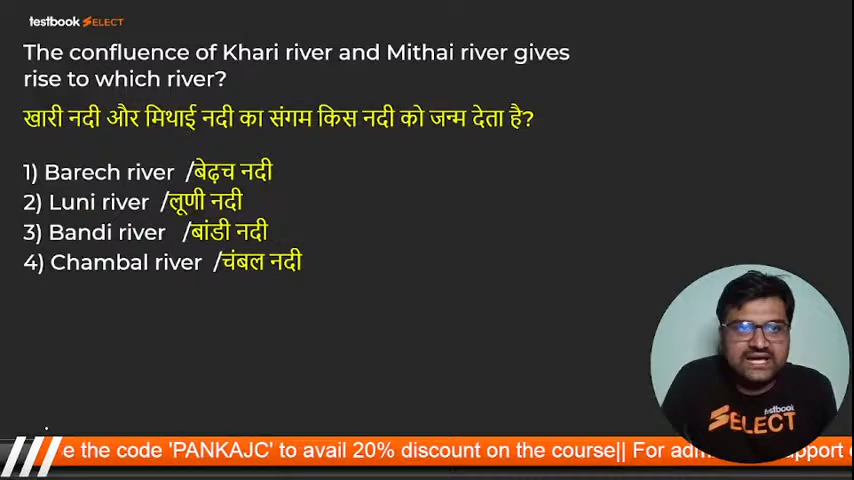 testbook SELECT
The confluence of Khari river and Mithai river gives
rise to which river?
खारी नदी और मिथाई नदी का संगम किस नदी को जन्म देता है?
1) Barech river /बेढ़च नदी
2) Luni river /लूणी नदी
3) Bandi river /बांडी नदी
4) Chambal river /चंबल नदी
testbook
SELECT
e the code 'PANKAJC' to avail 20% discount on the course|| For adm upport